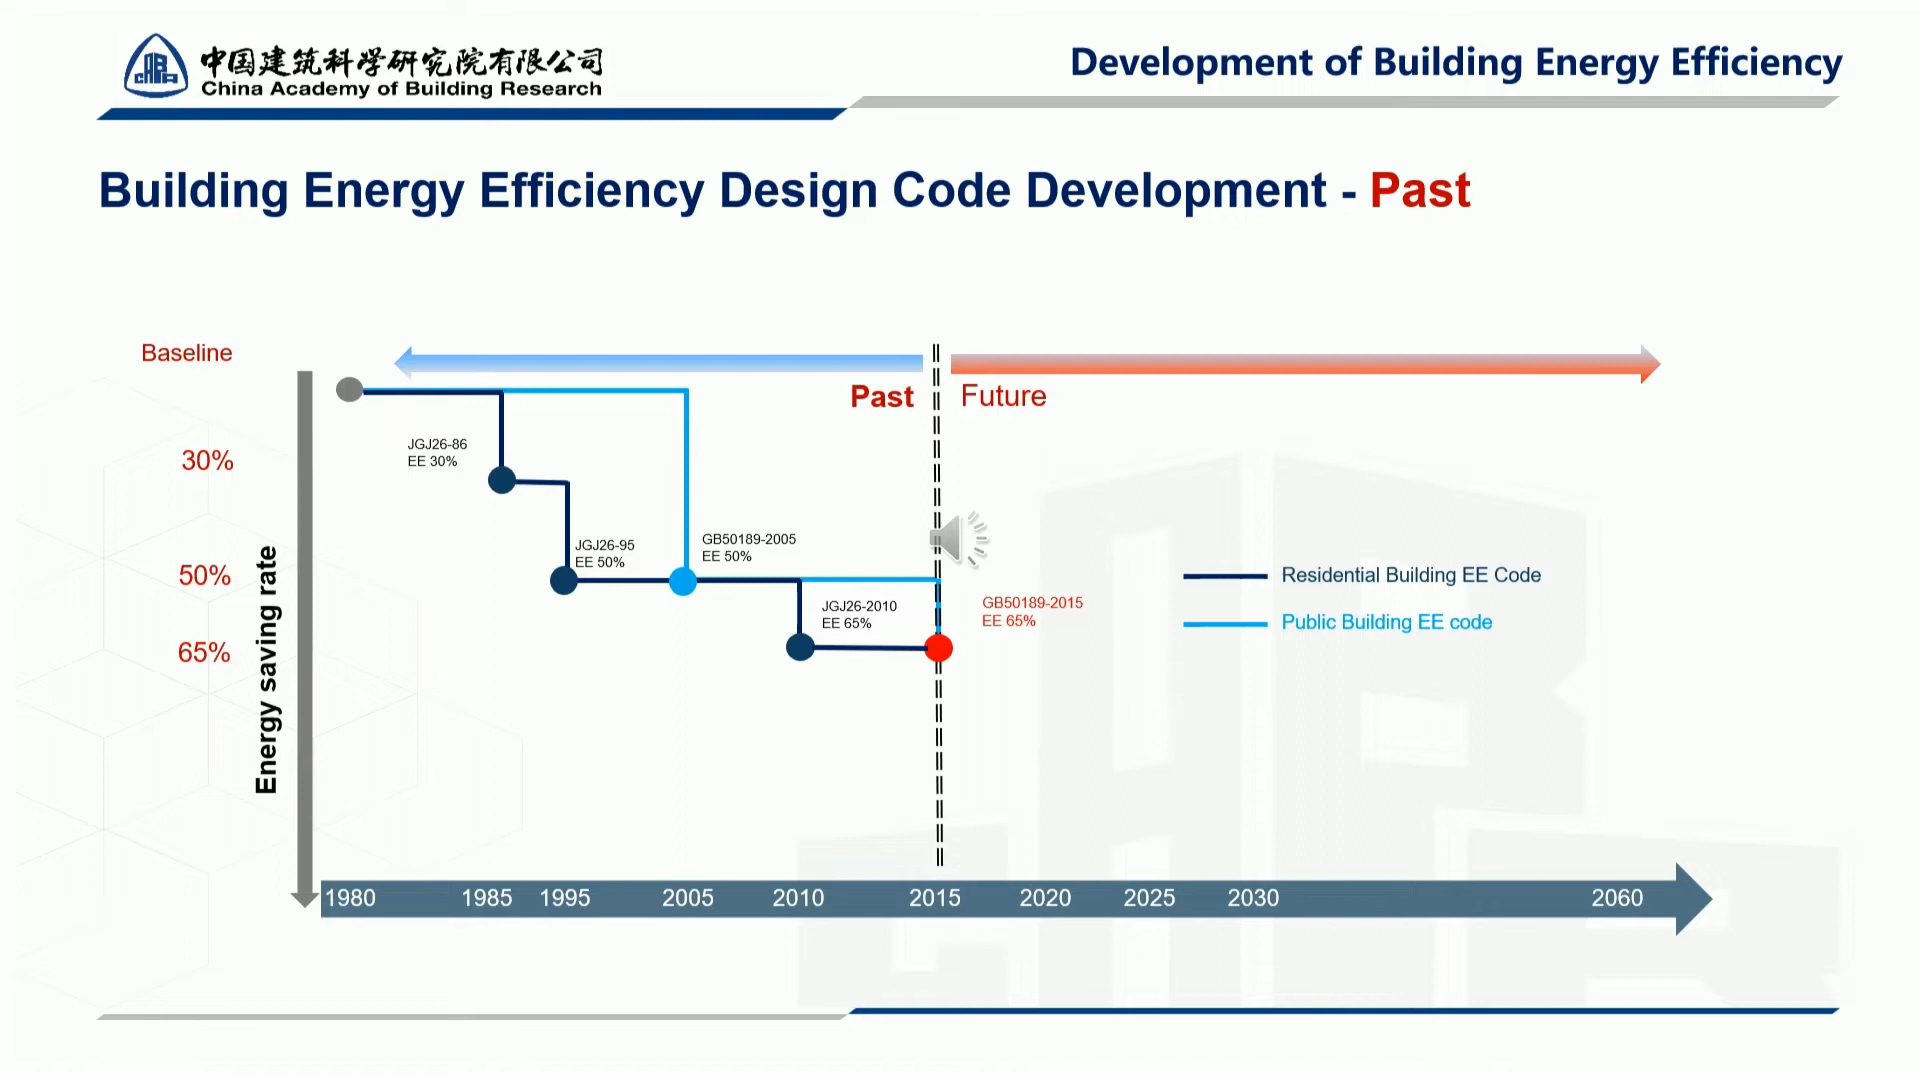 中国建筑科学研究院有限公司
China Academy of Building Research
Development of Building Energy Efficiency
Building Energy Efficiency Design Code Development - Past
Baseline
Past
Future
30%
JGJ26-86
EE 30%
50%
JGJ26-95
EE 50%
GB50189-2005
EE 50%
65%
JGJ26-2010
EE 65%
GB50189-2015
EE 65%
Residential Building EE Code
Public Building EE code
Energy saving rate
1980 1985 1995 2005 2010 2015 2020 2025 2030 2060
CABR